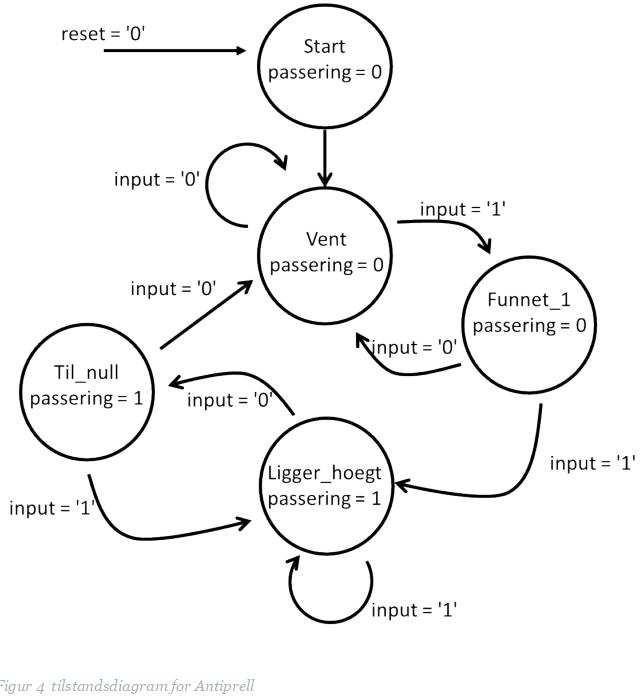 reset = '0'
Start
passering = 0
input = '0'
input = '1'
Vent
passering = 0
input = '0'
Funnet_1
passering = 0
input = '0'
Til_null
passering = 1
input = '0'
input = '1'
Ligger_hoegt
passering = 1
input = '1'
input = '1'
Figur 4 tilstandsdiagram for Antiprell